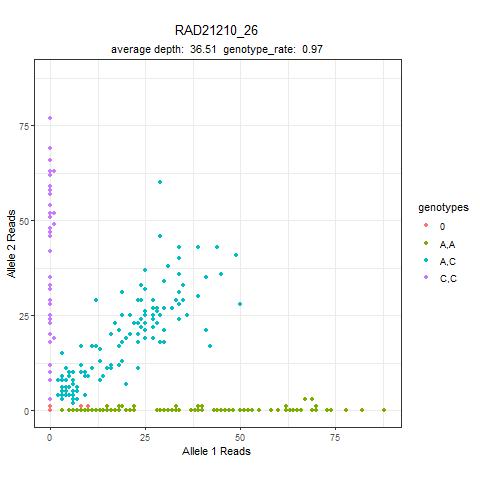 RAD21210_26
average depth:  36.51  genotype_rate:  0.97
Allele 2 Reads
75
50
25
0
0 25 50 75
Allele 1 Reads
genotypes
0
A,A
A,C
C,C